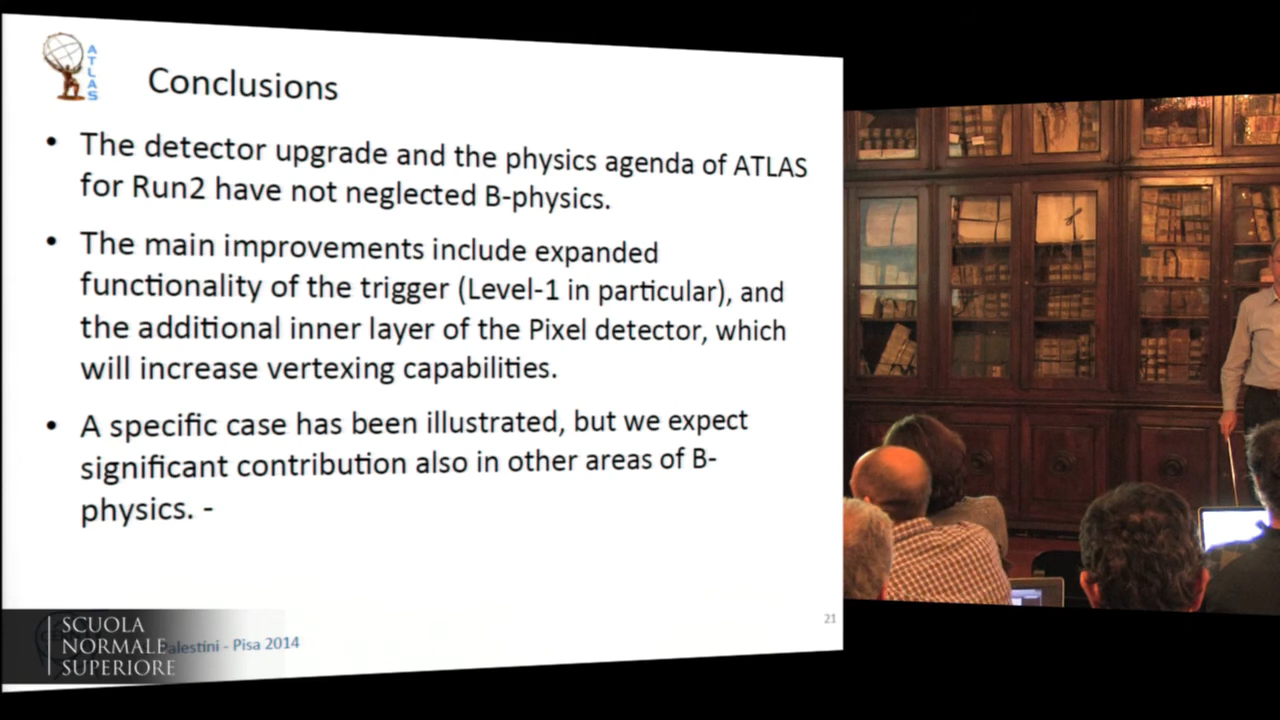 ATLAS
Conclusions
• The detector upgrade and the physics agenda of ATLAS
for Run2 have not neglected B-physics.
• The main improvements include expanded
functionality of the trigger (Level-1 in particular), and
the additional inner layer of the Pixel detector, which
will increase vertexing capabilities.
• A specific case has been illustrated, but we expect
significant contribution also in other areas of B-
physics. -
21
SCUOLA
NORMALE
SUPERIORE
Palestini - Pisa 2014